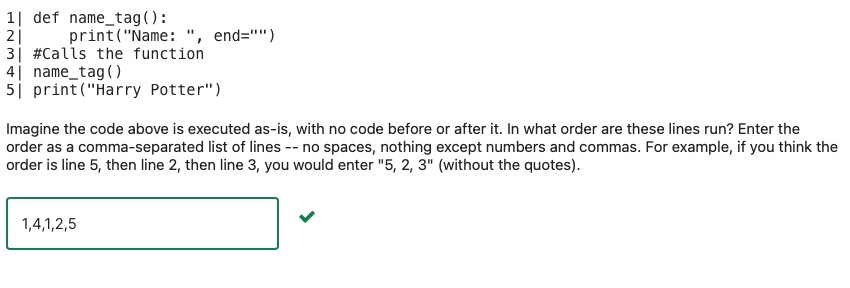 1| def name_tag():
2|     print("Name: ", end="")
3| #Calls the function
4| name_tag()
5| print("Harry Potter")
Imagine the code above is executed as-is, with no code before or after it. In what order are these lines run? Enter the
order as a comma-separated list of lines -- no spaces, nothing except numbers and commas. For example, if you think the
order is line 5, then line 2, then line 3, you would enter "5, 2, 3" (without the quotes).
1,4,1,2,5